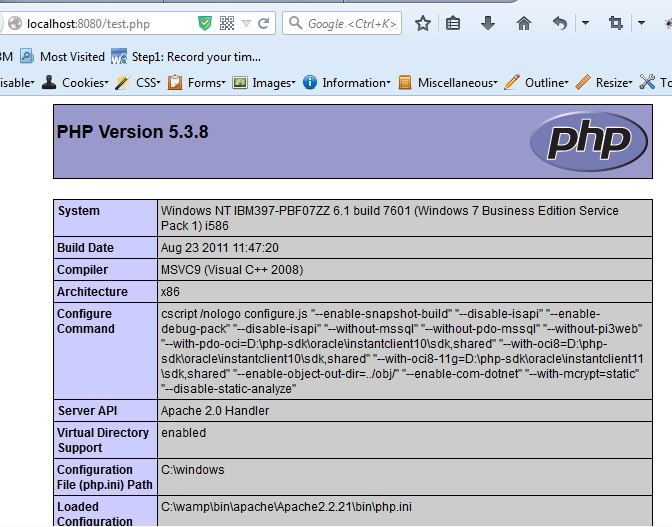 localhost:8080/test.php
Google <Ctrl+K>
BM Most Visited Step1: Record your tim...
isable Cookies CSS Forms Images Information Miscellaneous Outline Resize To
PHP Version 5.3.8
php
System Windows NT IBM397-PBF07ZZ 6.1 build 7601 (Windows 7 Business Edition Service
Pack 1) i586
Build Date Aug 23 2011 11:47:20
Compiler MSVC9 (Visual C++ 2008)
Architecture x86
Configure
Command
cscript /nologo configure.js "--enable-snapshot-build" "--disable-isapi" "--enable-
debug-pack" "--disable-isapi" "--without-mssql" "--without-pdo-mssql" "--without-pi3web"
"--with-pdo-oci=D:\php-sdk\oracle\instantclient10\sdk,shared" "--with-oci8=D:\php-
sdk\oracle\instantclient10\sdk,shared" "--with-oci8-11g=D:\php-sdk\oracle\instantclient11
\sdk,shared" "--enable-object-out-dir=../obj/" "--enable-com-dotnet" "--with-mcrypt=static"
"--disable-static-analyze"
Server API Apache 2.0 Handler
Virtual Directory
Support
enabled
Configuration
File (php.ini) Path
C:\windows
Loaded
Configuration
C:\wamp\bin\apache\Apache2.2.21\bin\php.ini